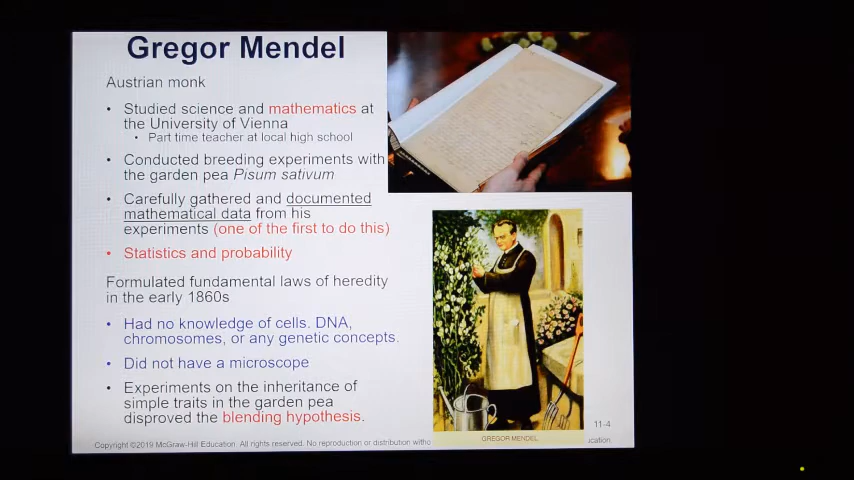 Gregor Mendel
Austrian monk
• Studied science and mathematics at
the University of Vienna
• Part time teacher at local high school
• Conducted breeding experiments with
the garden pea Pisum sativum
• Carefully gathered and documented
mathematical data from his
experiments (one of the first to do this)
• Statistics and probability
Formulated fundamental laws of heredity
in the early 1860s
• Had no knowledge of cells. DNA,
chromosomes, or any genetic concepts.
• Did not have a microscope
• Experiments on the inheritance of
simple traits in the garden pea
disproved the blending hypothesis.
GREGOR MENDEL
11-4
Copyright ©2019 McGraw-Hill Education. All rights reserved. No reproduction or distribution witho
ucation.